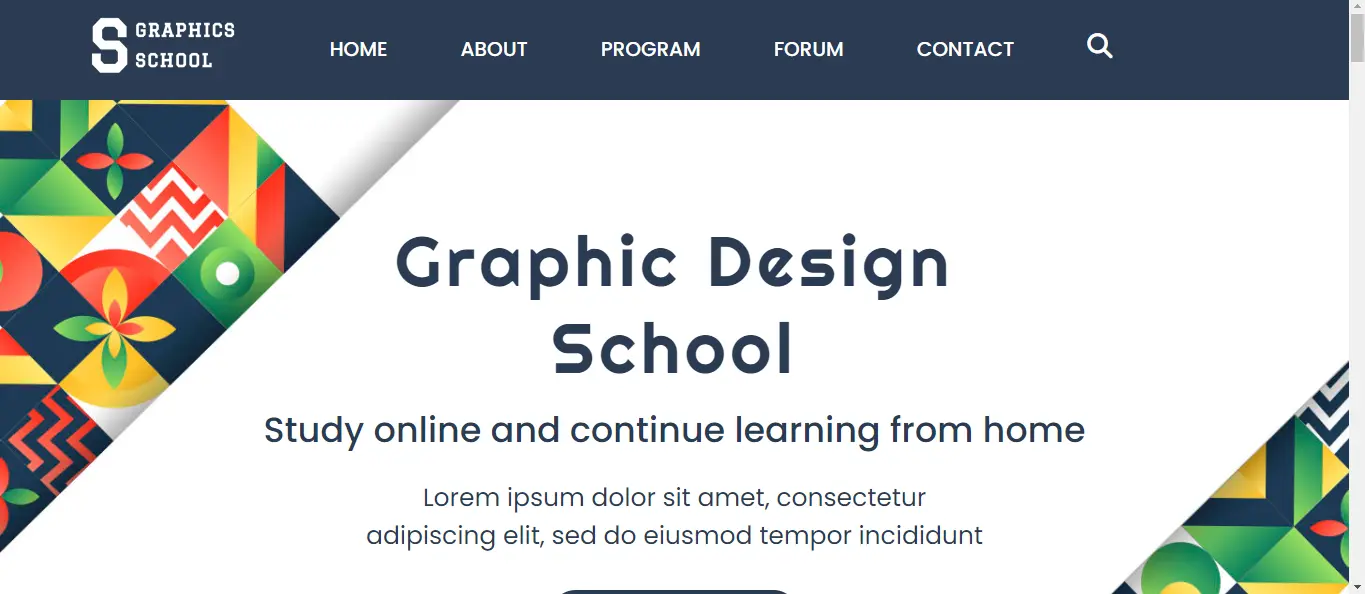 S GRAPHICS
SCHOOL
HOME ABOUT PROGRAM FORUM CONTACT
Graphic Design
School
Study online and continue learning from home
Lorem ipsum dolor sit amet, consectetur
adipiscing elit, sed do eiusmod tempor incididunt